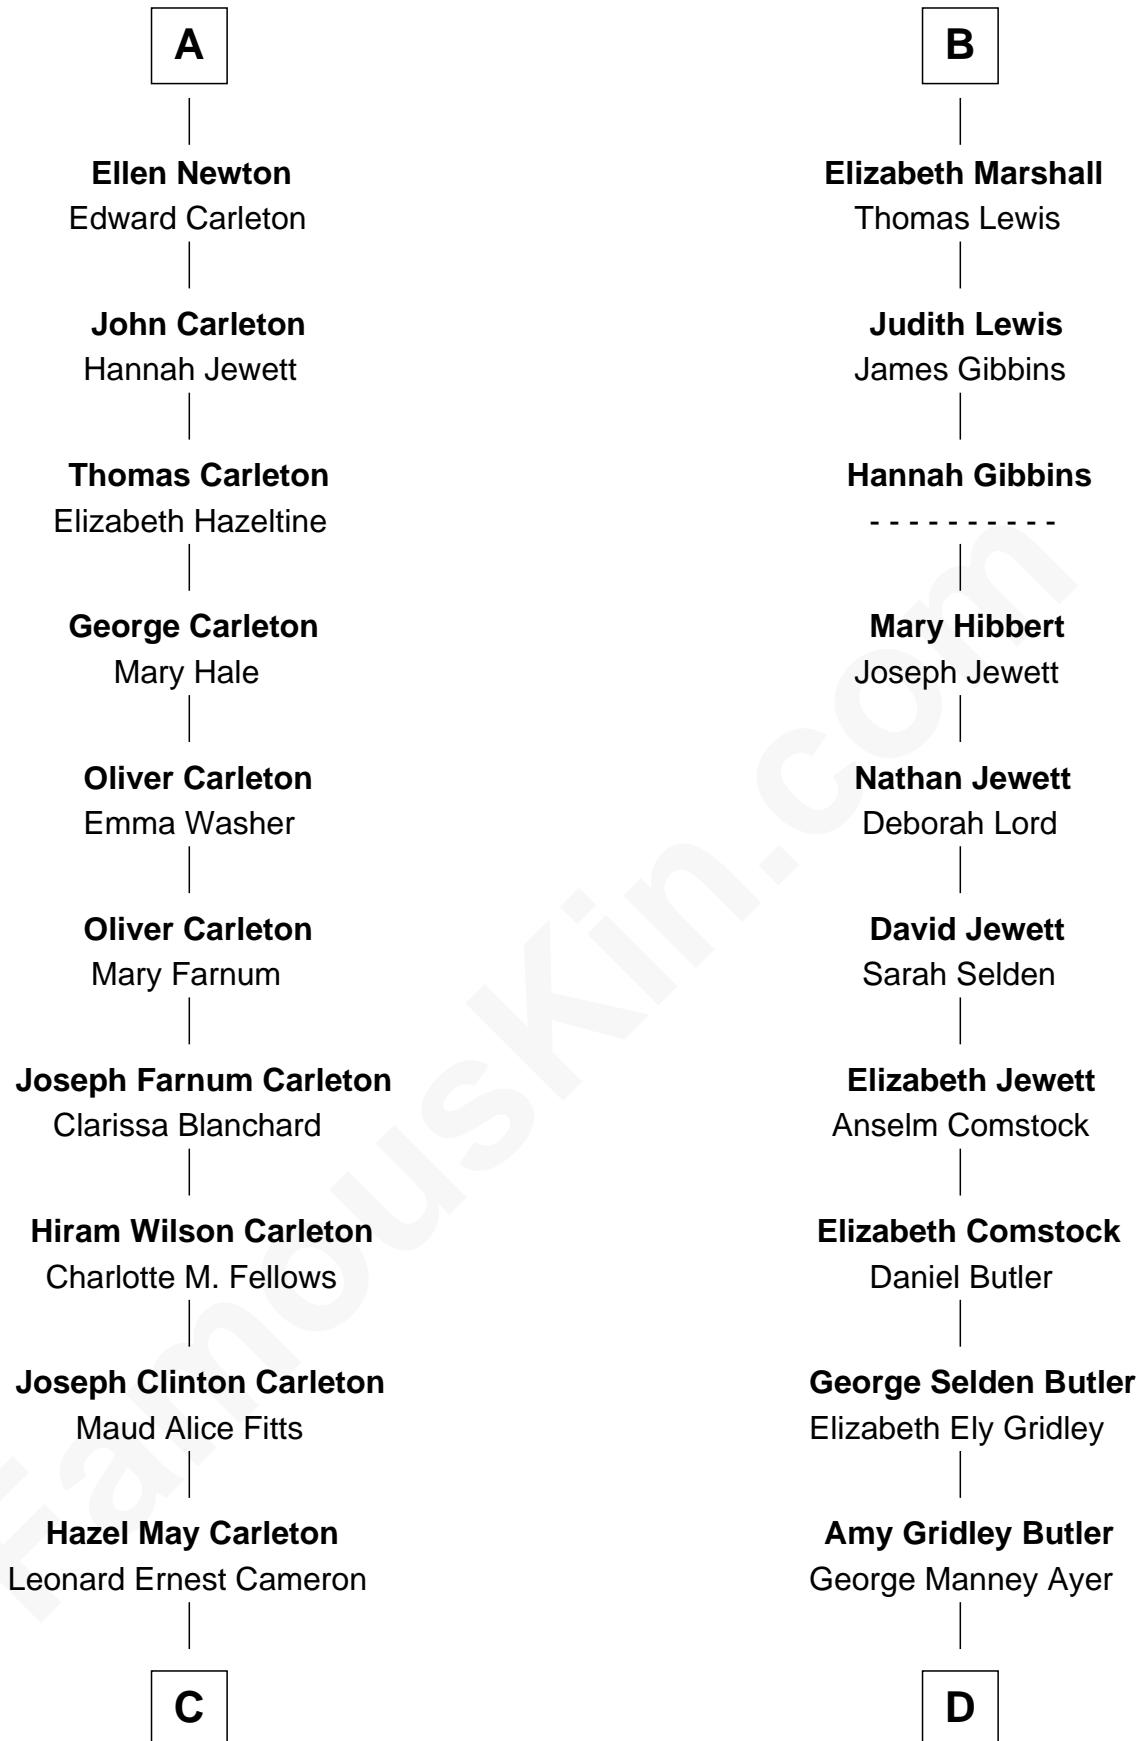 A
Ellen Newton
Edward Carleton
John Carleton
Hannah Jewett
Thomas Carleton
Elizabeth Hazeltine
George Carleton
Mary Hale
Oliver Carleton
Emma Washer
Oliver Carleton
Mary Farnum
Joseph Farnum Carleton
Clarissa Blanchard
Hiram Wilson Carleton
Charlotte M. Fellows
Joseph Clinton Carleton
Maud Alice Fitts
Hazel May Carleton
Leonard Ernest Cameron
C
B
Elizabeth Marshall
Thomas Lewis
Judith Lewis
James Gibbins
Hannah Gibbins
- - - - - - - - - -
Mary Hibbert
Joseph Jewett
Nathan Jewett
Deborah Lord
David Jewett
Sarah Selden
Elizabeth Jewett
Anselm Comstock
Elizabeth Comstock
Daniel Butler
George Selden Butler
Elizabeth Ely Gridley
Amy Gridley Butler
George Manney Ayer
D
FamousKin.com